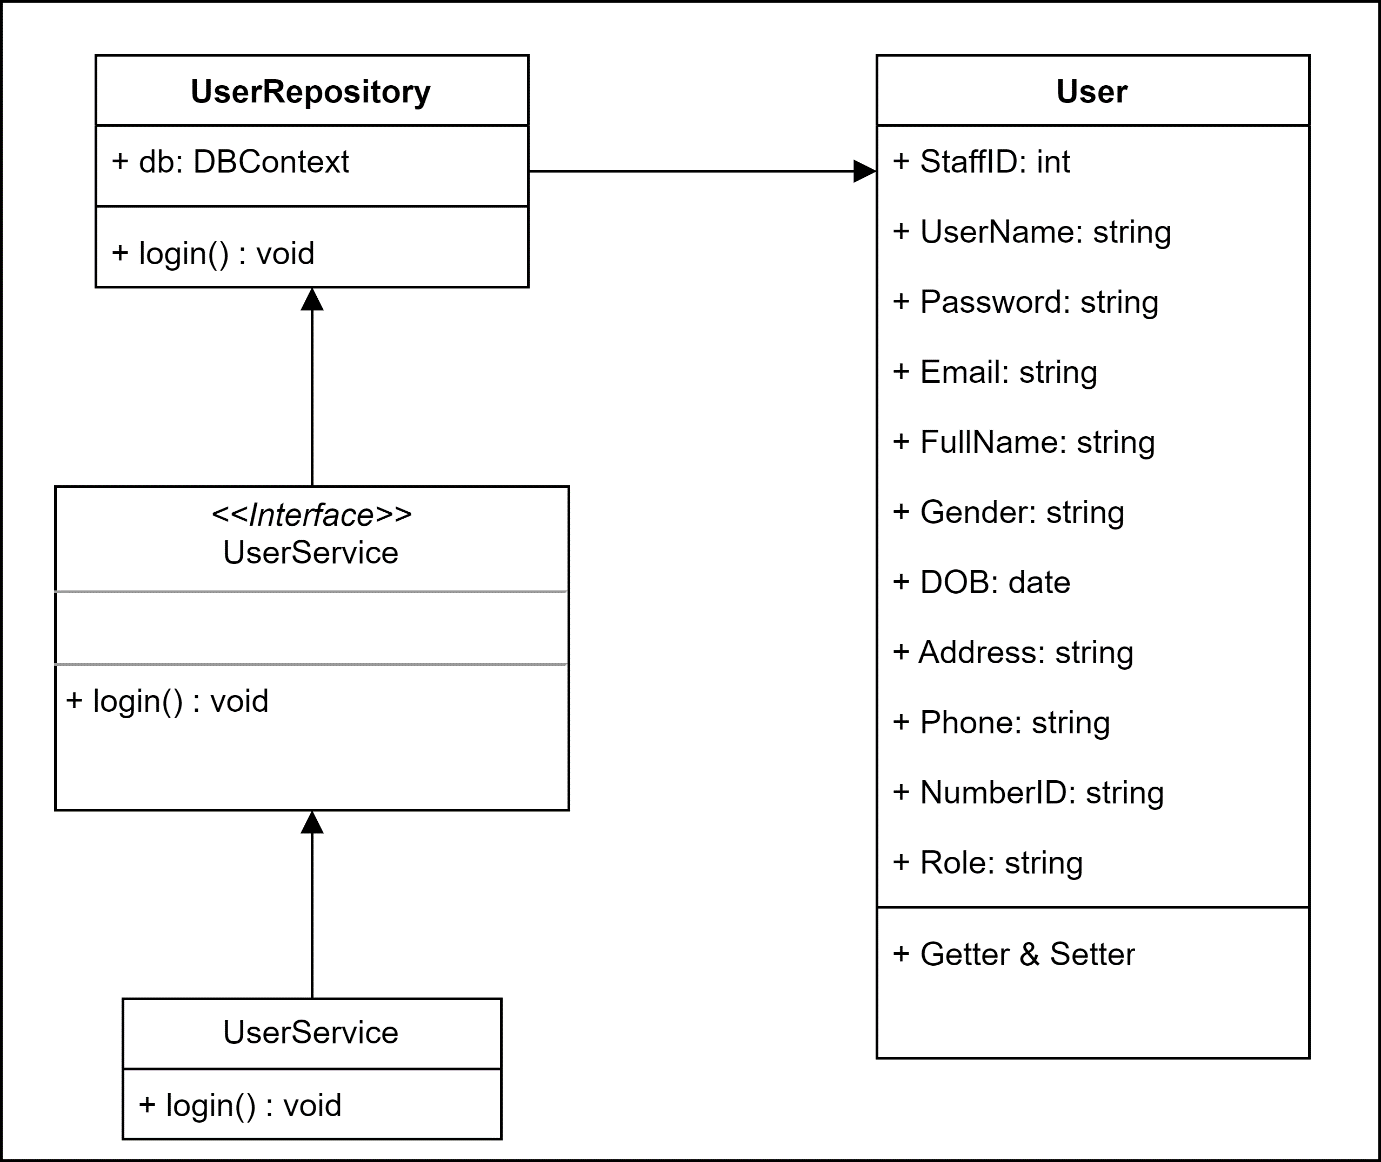 UserRepository
+ db: DBContext
+ login() : void
<<Interface>>
UserService
+ login() : void
UserService
+ login() : void
User
+ StaffID: int
+ UserName: string
+ Password: string
+ Email: string
+ FullName: string
+ Gender: string
+ DOB: date
+ Address: string
+ Phone: string
+ NumberID: string
+ Role: string
+ Getter & Setter